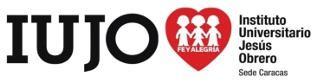 IUJO
FE Y ALEGRÍA
Instituto
Universitario
Jesús
Obrero
Sede Caracas